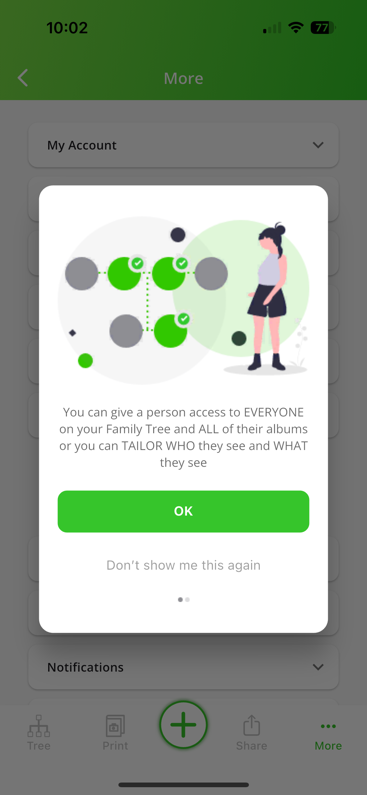 10:02
77
More
My Account
You can give a person access to EVERYONE
on your Family Tree and ALL of their albums
or you can TAILOR WHO they see and WHAT
they see
OK
Don't show me this again
Notifications
Tree
Print
Share
More